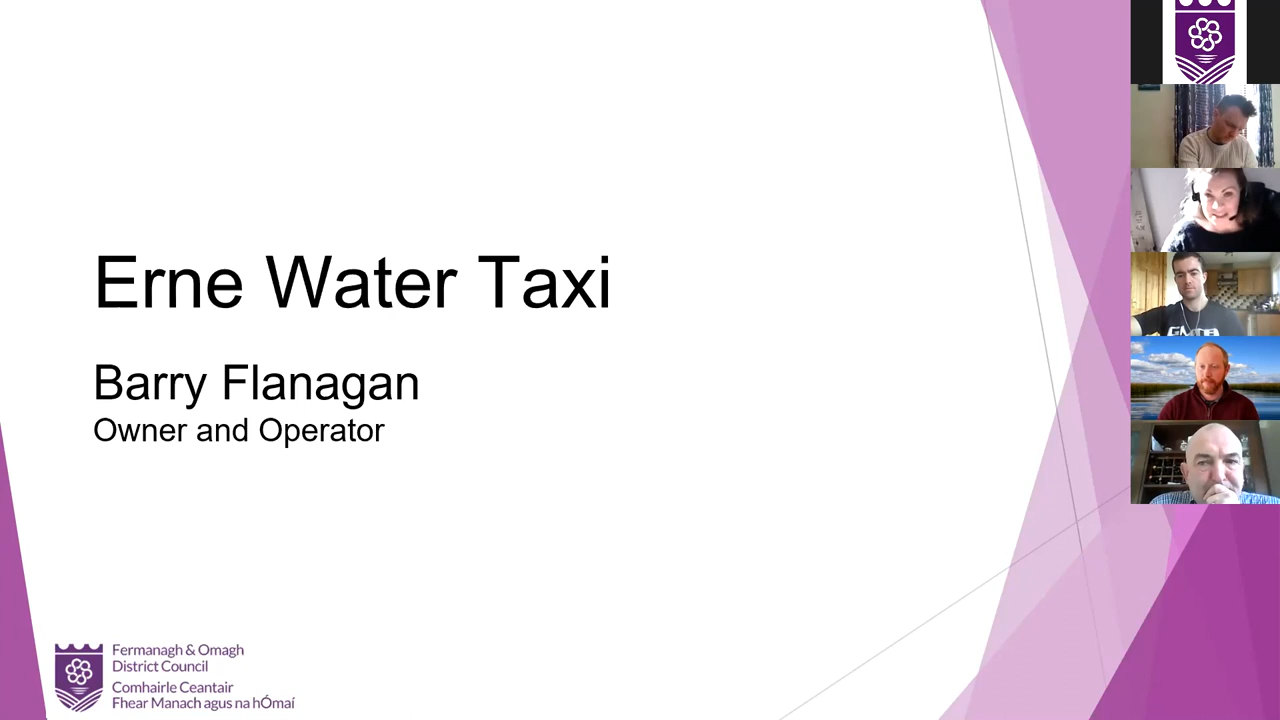 Erne Water Taxi
Barry Flanagan
Owner and Operator
Fermanagh & Omagh
District Council
Comhairle Ceantair
Fhear Manach agus na hÓmaí